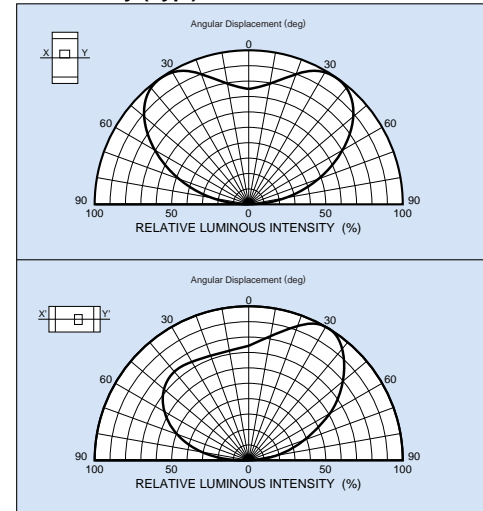 Angular Displacement (deg)
X Y
0
30 30
60 60
90 90
100 50 0 50 100
RELATIVE LUMINOUS INTENSITY (%)
Angular Displacement (deg)
X' Y'
0
30 30
60 60
90 90
100 50 0 50 100
RELATIVE LUMINOUS INTENSITY (%)